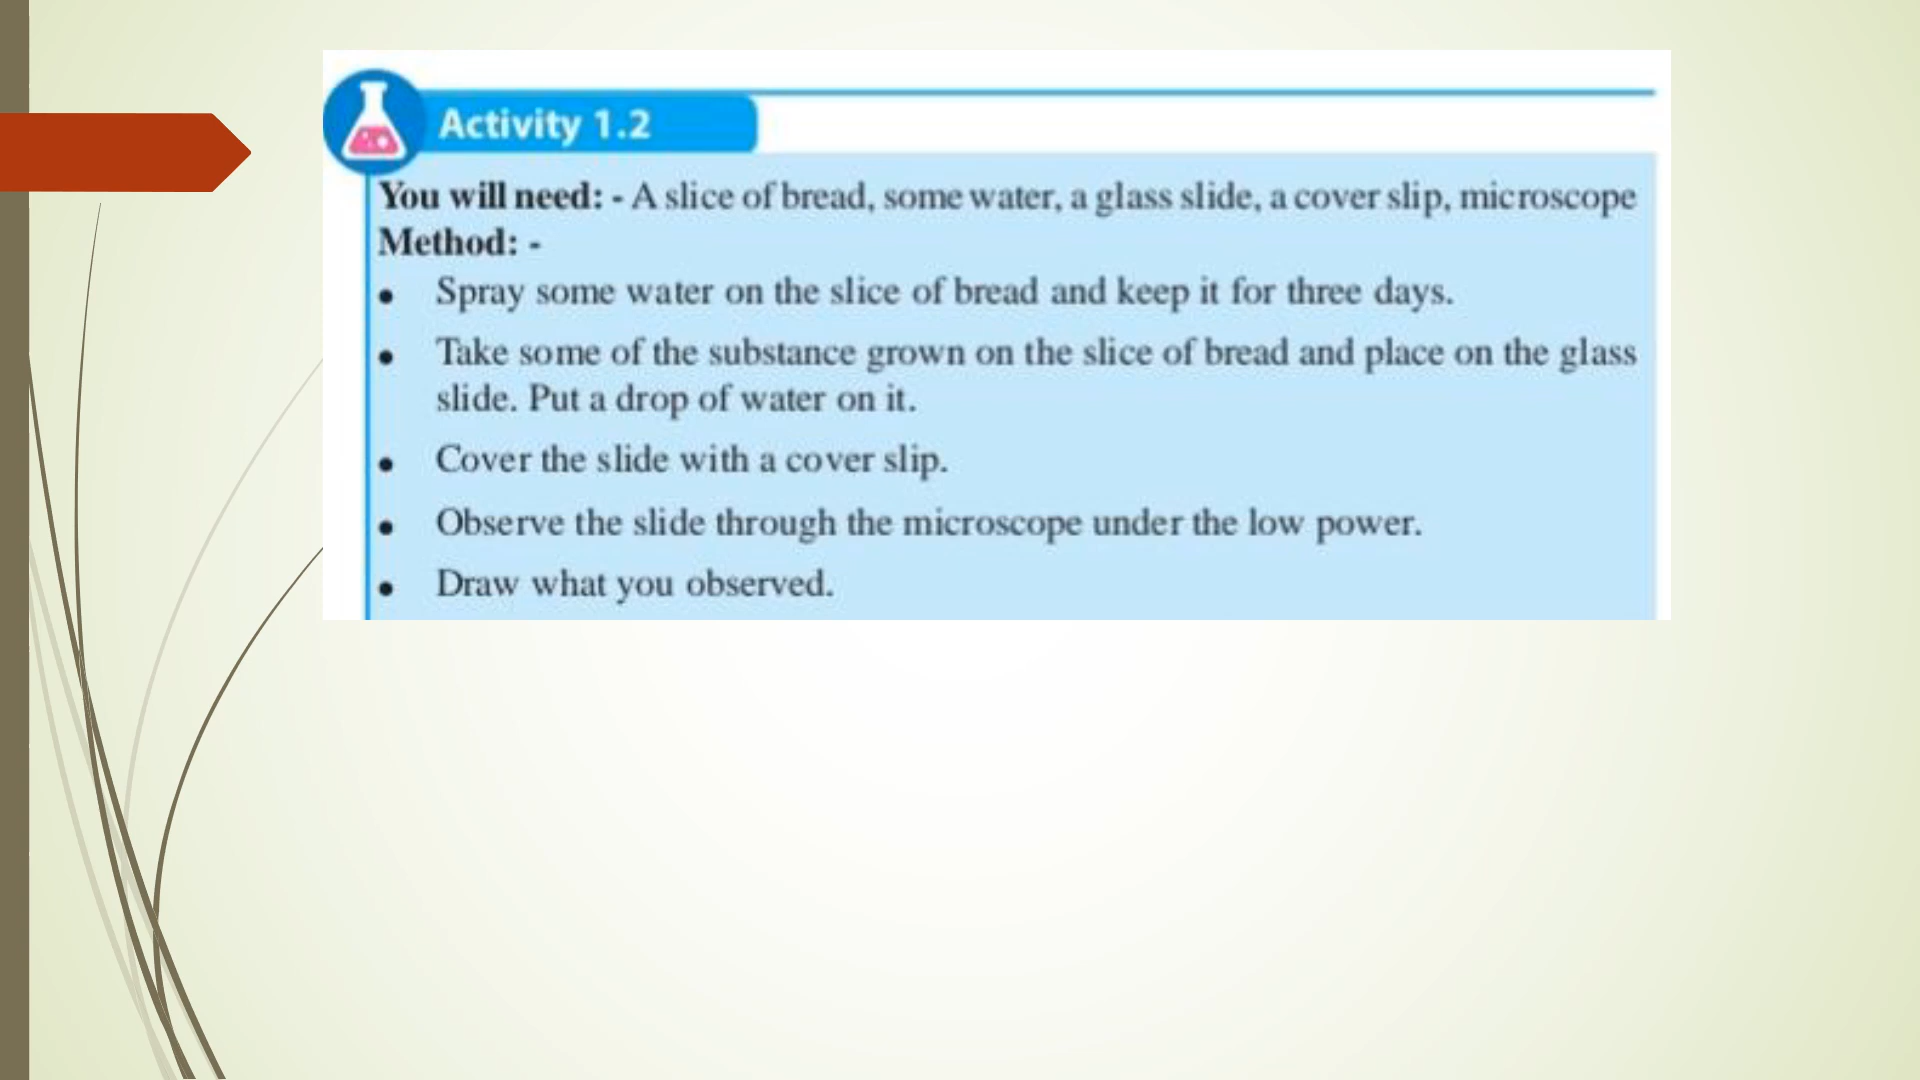 Activity 1.2
You will need: - A slice of bread, some water, a glass slide, a cover slip, microscope
Method: -
• Spray some water on the slice of bread and keep it for three days.
• Take some of the substance grown on the slice of bread and place on the glass
slide. Put a drop of water on it.
• Cover the slide with a cover slip.
• Observe the slide through the microscope under the low power.
• Draw what you observed.